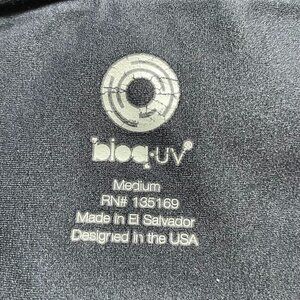 bloq·UV
Medium
RN# 135169
Made in El Salvador
Designed in the USA